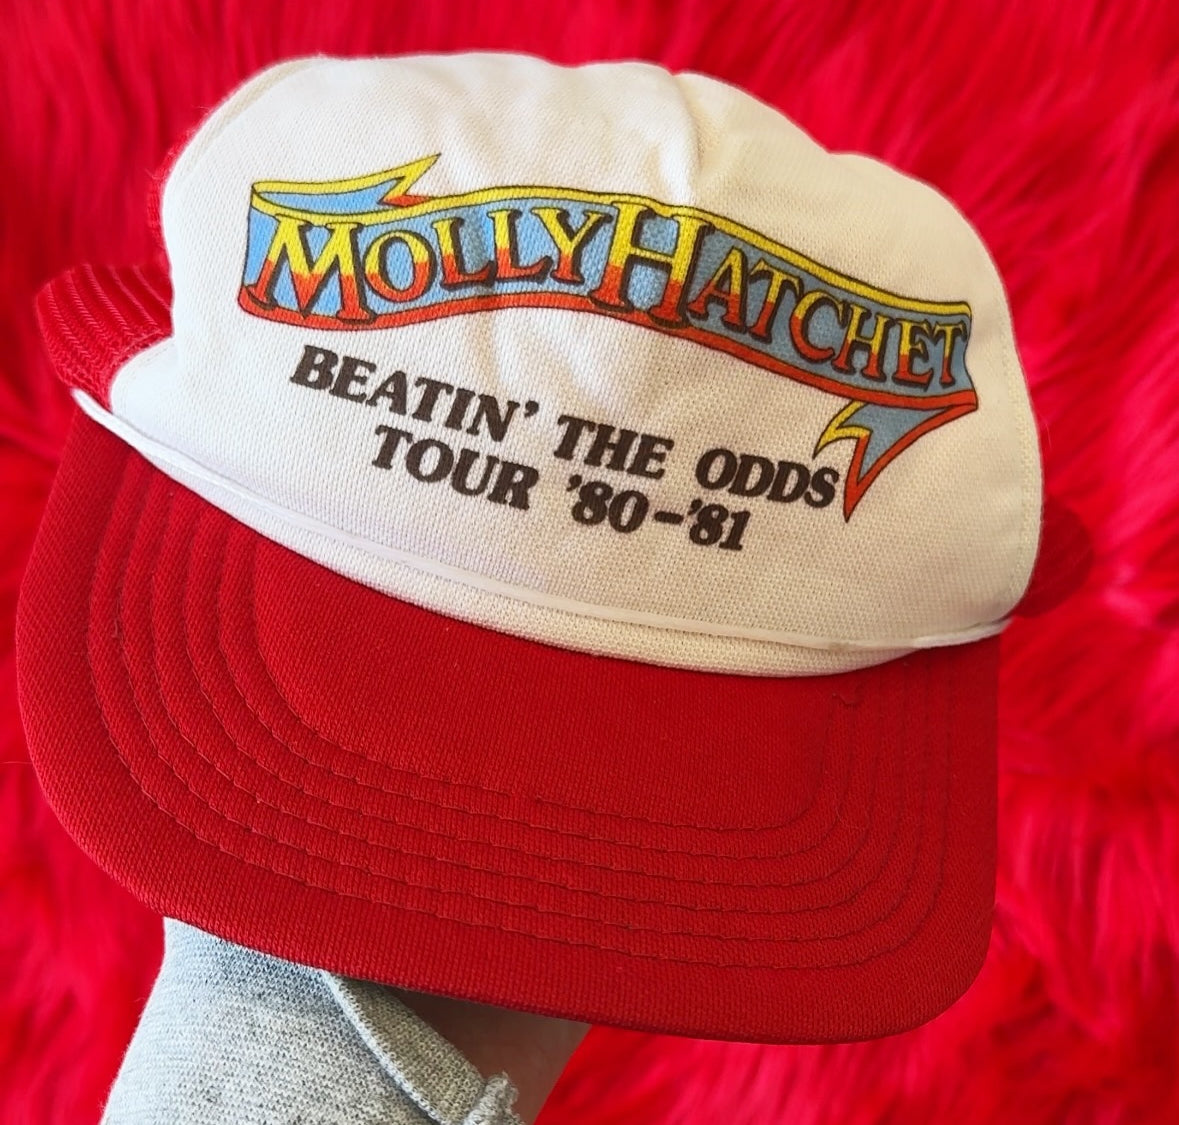 MOLLY HATCHET
BEATIN' THE ODDS
TOUR '80-'81